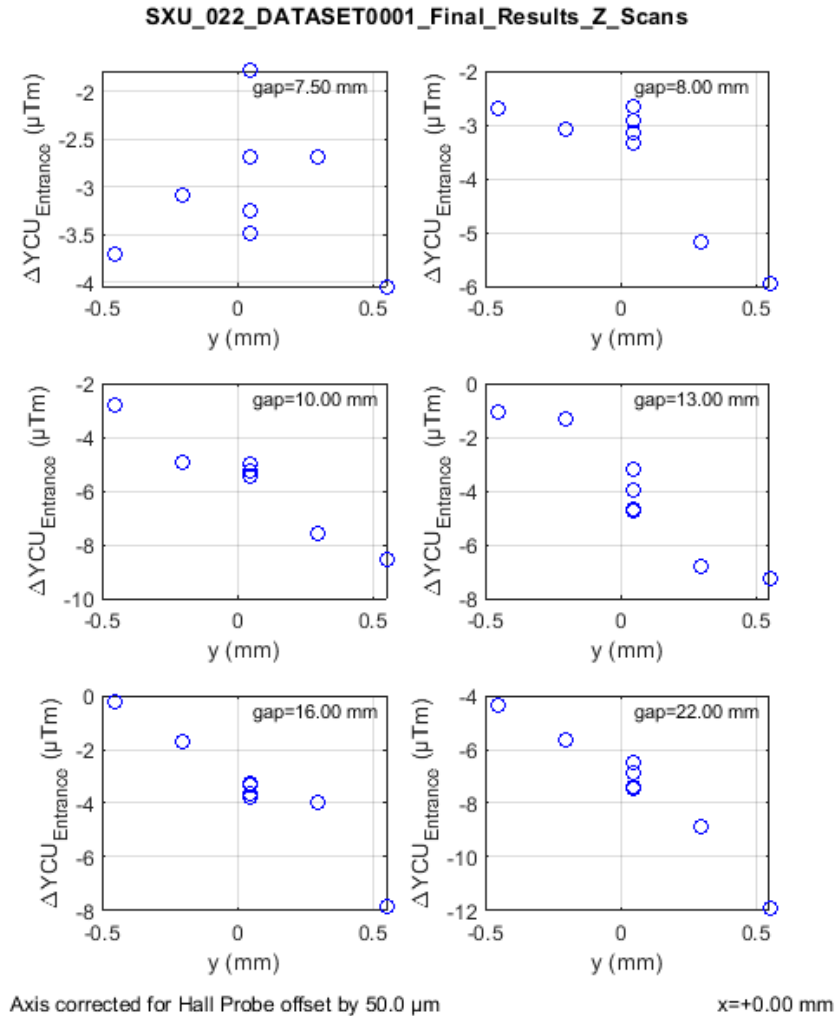 SXU_022_DATASET0001_Final_Results_Z_Scans
ΔYCU_Entrance (µTm)
-2
-2.5
-3
-3.5
-4
gap=7.50 mm
-0.5 0 0.5
y (mm)
ΔYCU_Entrance (µTm)
-2
-3
-4
-5
-6
gap=8.00 mm
-0.5 0 0.5
y (mm)
ΔYCU_Entrance (µTm)
-2
-4
-6
-8
-10
gap=10.00 mm
-0.5 0 0.5
y (mm)
ΔYCU_Entrance (µTm)
0
-2
-4
-6
-8
gap=13.00 mm
-0.5 0 0.5
y (mm)
ΔYCU_Entrance (µTm)
0
-2
-4
-6
-8
gap=16.00 mm
-0.5 0 0.5
y (mm)
ΔYCU_Entrance (µTm)
-4
-6
-8
-10
-12
gap=22.00 mm
-0.5 0 0.5
y (mm)
Axis corrected for Hall Probe offset by 50.0 µm
x=+0.00 mm